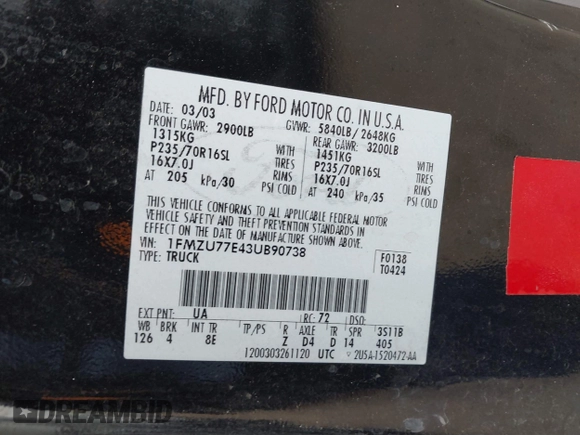 MFD. BY FORD MOTOR CO. IN U.S.A.
DATE: 03/03 GVWR: 5840LB/ 2648KG
FRONT GAWR: 2900LB REAR GAWR: 3200LB
1315KG 1451KG
P235/70R16SL WITH TIRES P235/70R16SL WITH TIRES
16X7.0J RIMS 16X7.0J RIMS
AT 205 kPa/30 PSI COLD AT 240 kPa/35 PSI COLD
THIS VEHICLE CONFORMS TO ALL APPLICABLE FEDERAL MOTOR
VEHICLE SAFETY AND THEFT PREVENTION STANDARDS IN
EFFECT ON THE DATE OF MANUFACTURE SHOWN ABOVE.
VIN: 1FMZU77E43UB90738 F0138
TYPE: TRUCK T0424
EXT PNT: UA RC: 72 DSO:
WB BRK INT TR TP/PS R AXLE TR SPR 3S11B
126 4 8E Z D4 D 14 405
1200303261120 UTC 2U5A-1520472-AA
DREAMBID